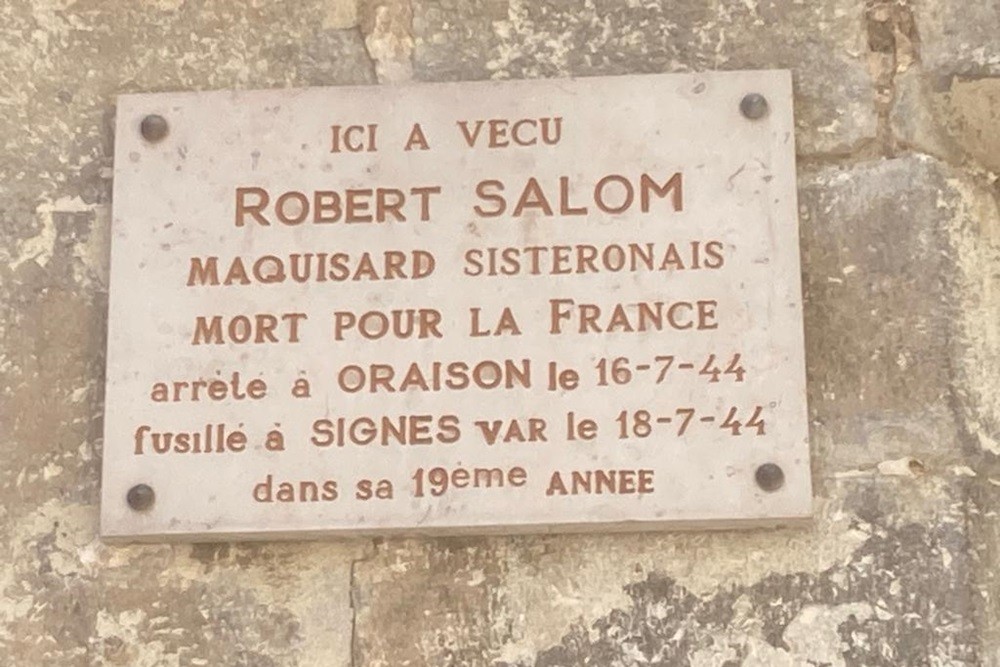 ICI A VECU
ROBERT SALOM
MAQUISARD SISTERONAIS
MORT POUR LA FRANCE
arrèté à ORAISON le 16-7-44
fusillé à SIGNES VAR le 18-7-44
dans sa 19ème ANNEE